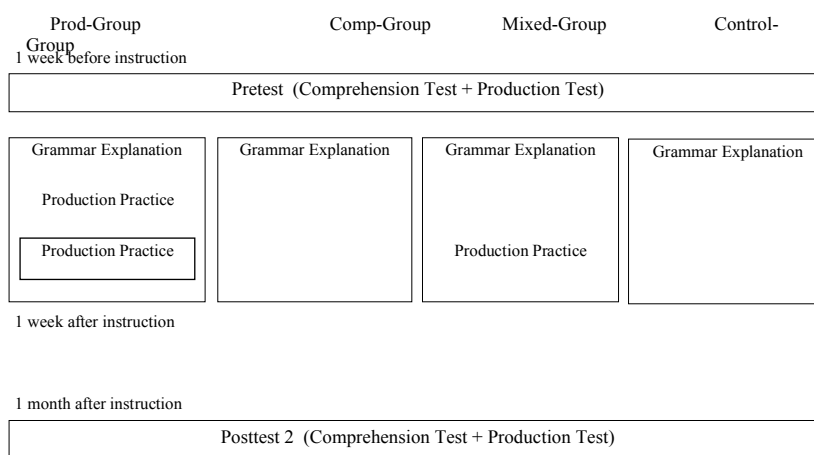 Prod-Group Comp-Group Mixed-Group Control-
Group
1 week before instruction
Pretest (Comprehension Test + Production Test)
Grammar Explanation Grammar Explanation Grammar Explanation Grammar Explanation
Production Practice
Production Practice Production Practice
1 week after instruction
1 month after instruction
Posttest 2 (Comprehension Test + Production Test)